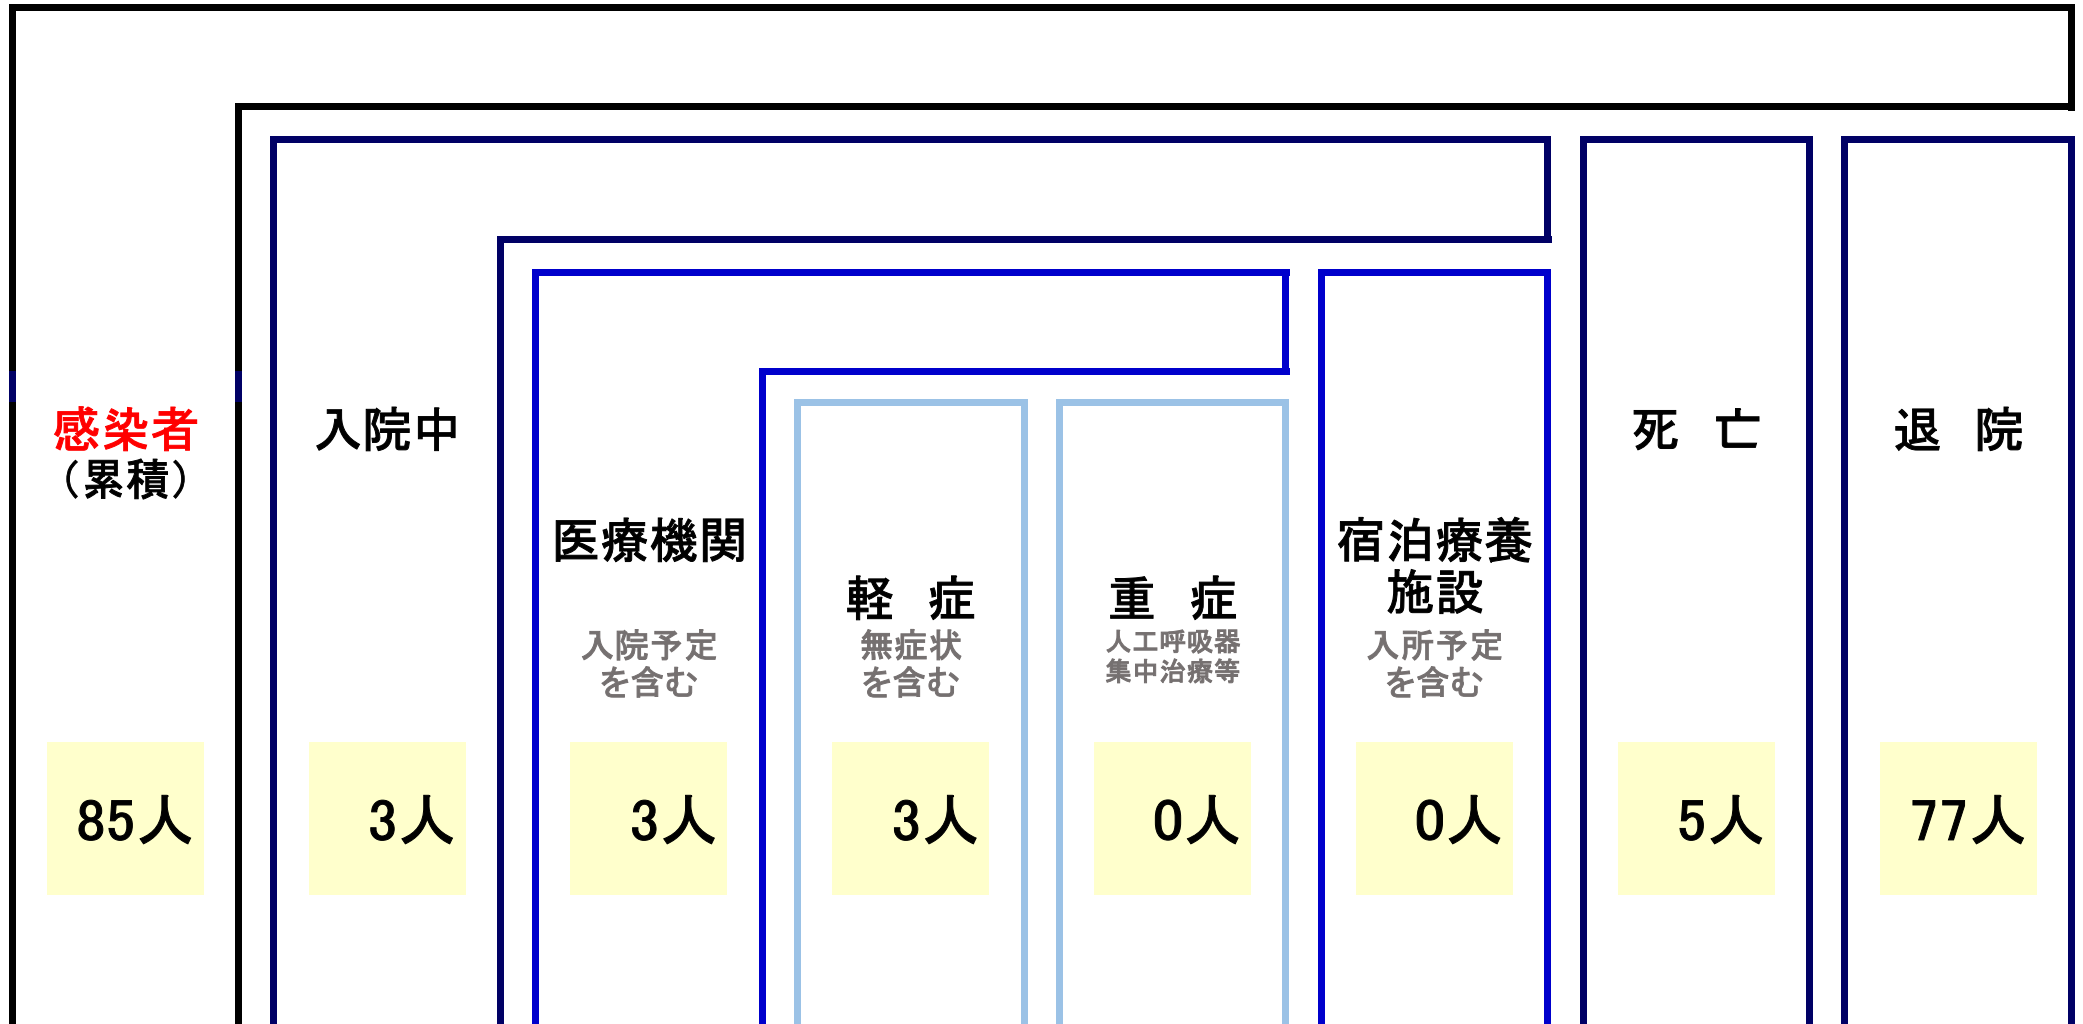 感染者
（累積）
85人
入院中
3人
医療機関
入院予定
を含む
3人
軽 症
無症状
を含む
3人
重 症
人工呼吸器
集中治療等
0人
宿泊療養
施設
入所予定
を含む
0人
死 亡
5人
退 院
77人